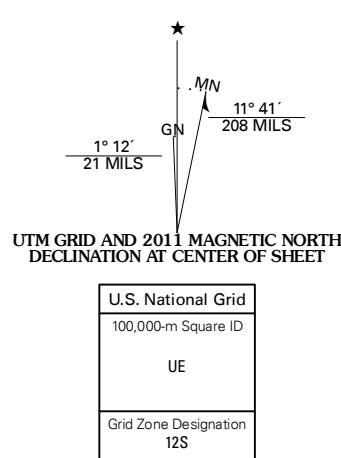 ★
MN
11° 41´
208 MILS
GN
1° 12´
21 MILS
UTM GRID AND 2011 MAGNETIC NORTH
DECLINATION AT CENTER OF SHEET
U.S. National Grid
100,000-m Square ID
UE
Grid Zone Designation
12S